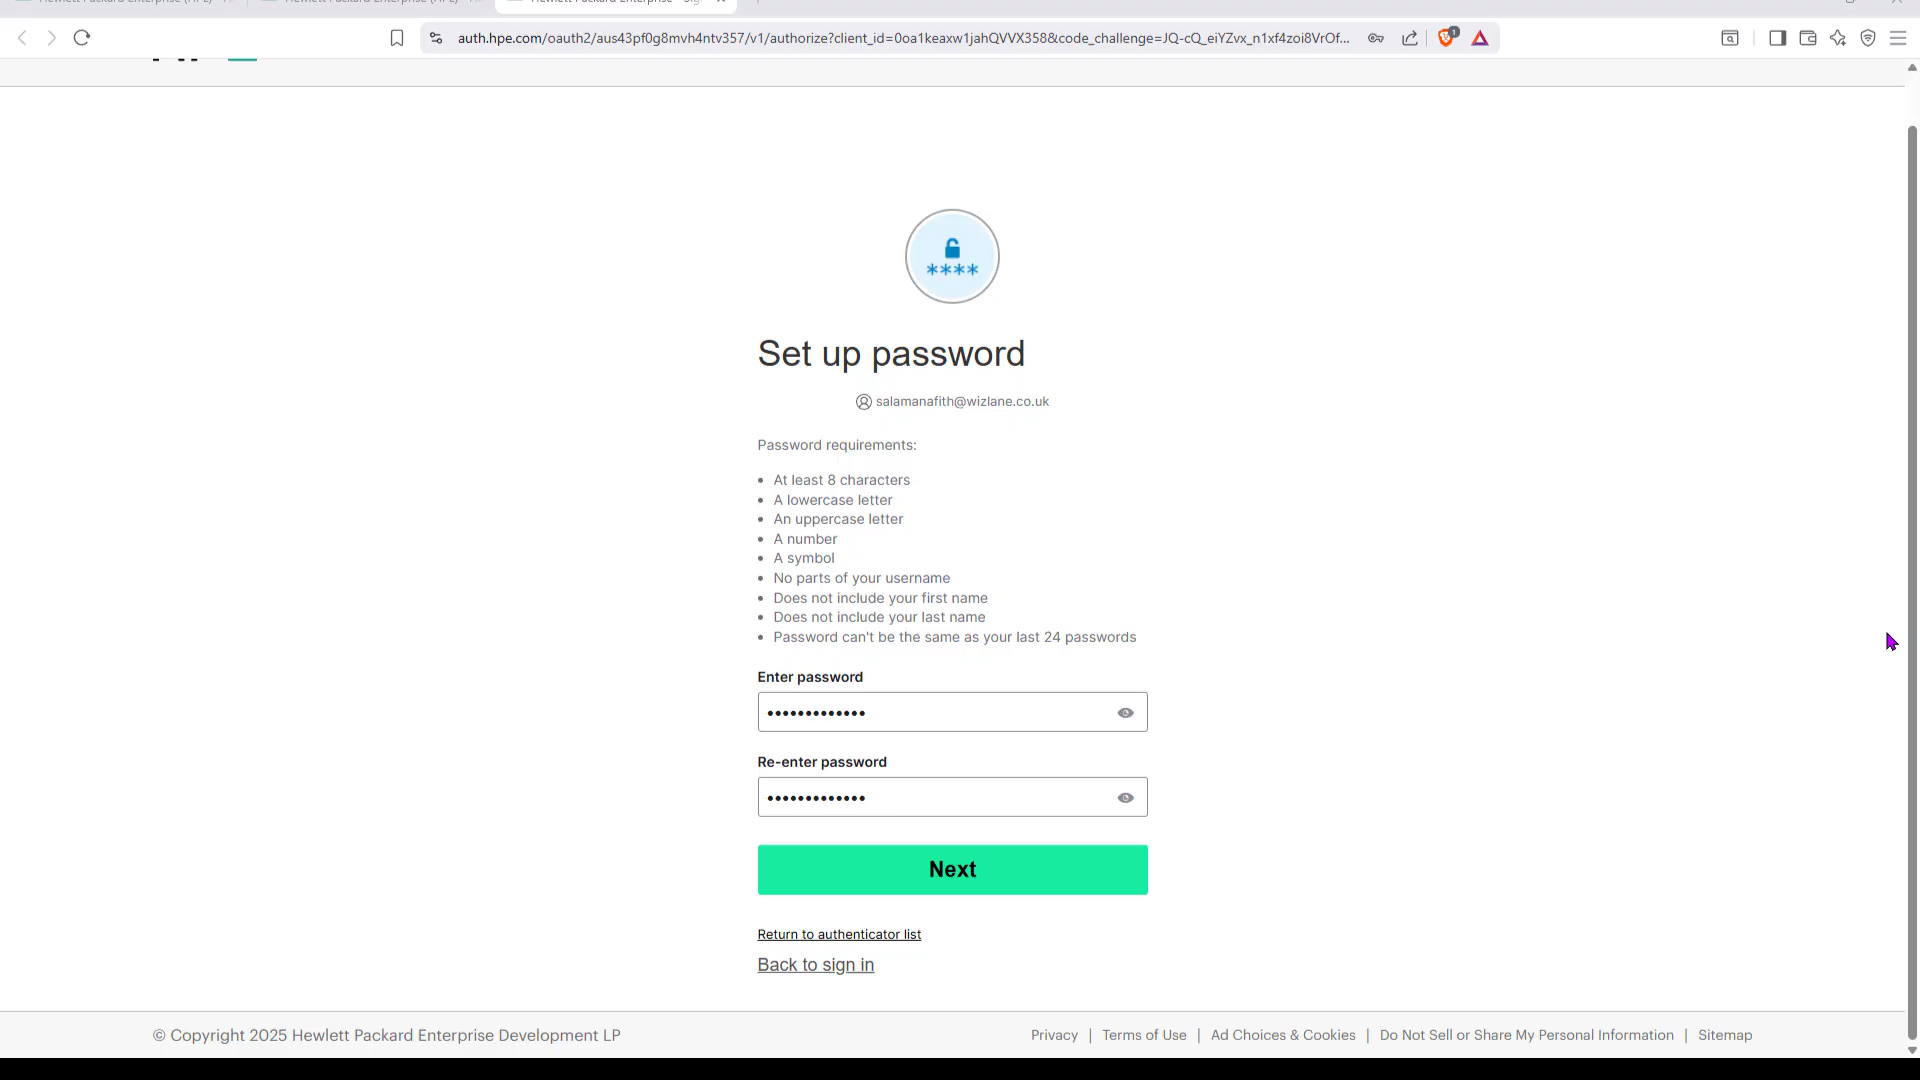 auth.hpe.com/oauth2/aus43pf0g8mvh4ntv357/v1/authorize?client_id=0oa1keaxw1jahQVVX358&code_challenge=JQ-cQ_eiYZvx_n1xf4zoi8VrOf...
1
****
Set up password
salamanafith@wizlane.co.uk
Password requirements:
At least 8 characters
A lowercase letter
An uppercase letter
A number
A symbol
No parts of your username
Does not include your first name
Does not include your last name
Password can't be the same as your last 24 passwords
Enter password
•••••••••••••
Re-enter password
•••••••••••••
Next
Return to authenticator list
Back to sign in
© Copyright 2025 Hewlett Packard Enterprise Development LP
Privacy | Terms of Use | Ad Choices & Cookies | Do Not Sell or Share My Personal Information | Sitemap